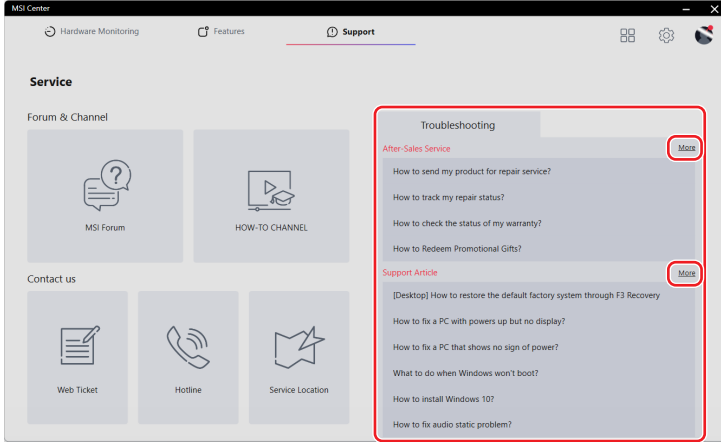 MSI Center
Hardware Monitoring
Features
Support
Service
Forum & Channel
MSI Forum
HOW-TO CHANNEL
Contact us
Web Ticket
Hotline
Service Location
Troubleshooting
After-Sales Service
More
How to send my product for repair service?
How to track my repair status?
How to check the status of my warranty?
How to Redeem Promotional Gifts?
Support Article
More
[Desktop] How to restore the default factory system through F3 Recovery
How to fix a PC with powers up but no display?
How to fix a PC that shows no sign of power?
What to do when Windows won't boot?
How to install Windows 10?
How to fix audio static problem?